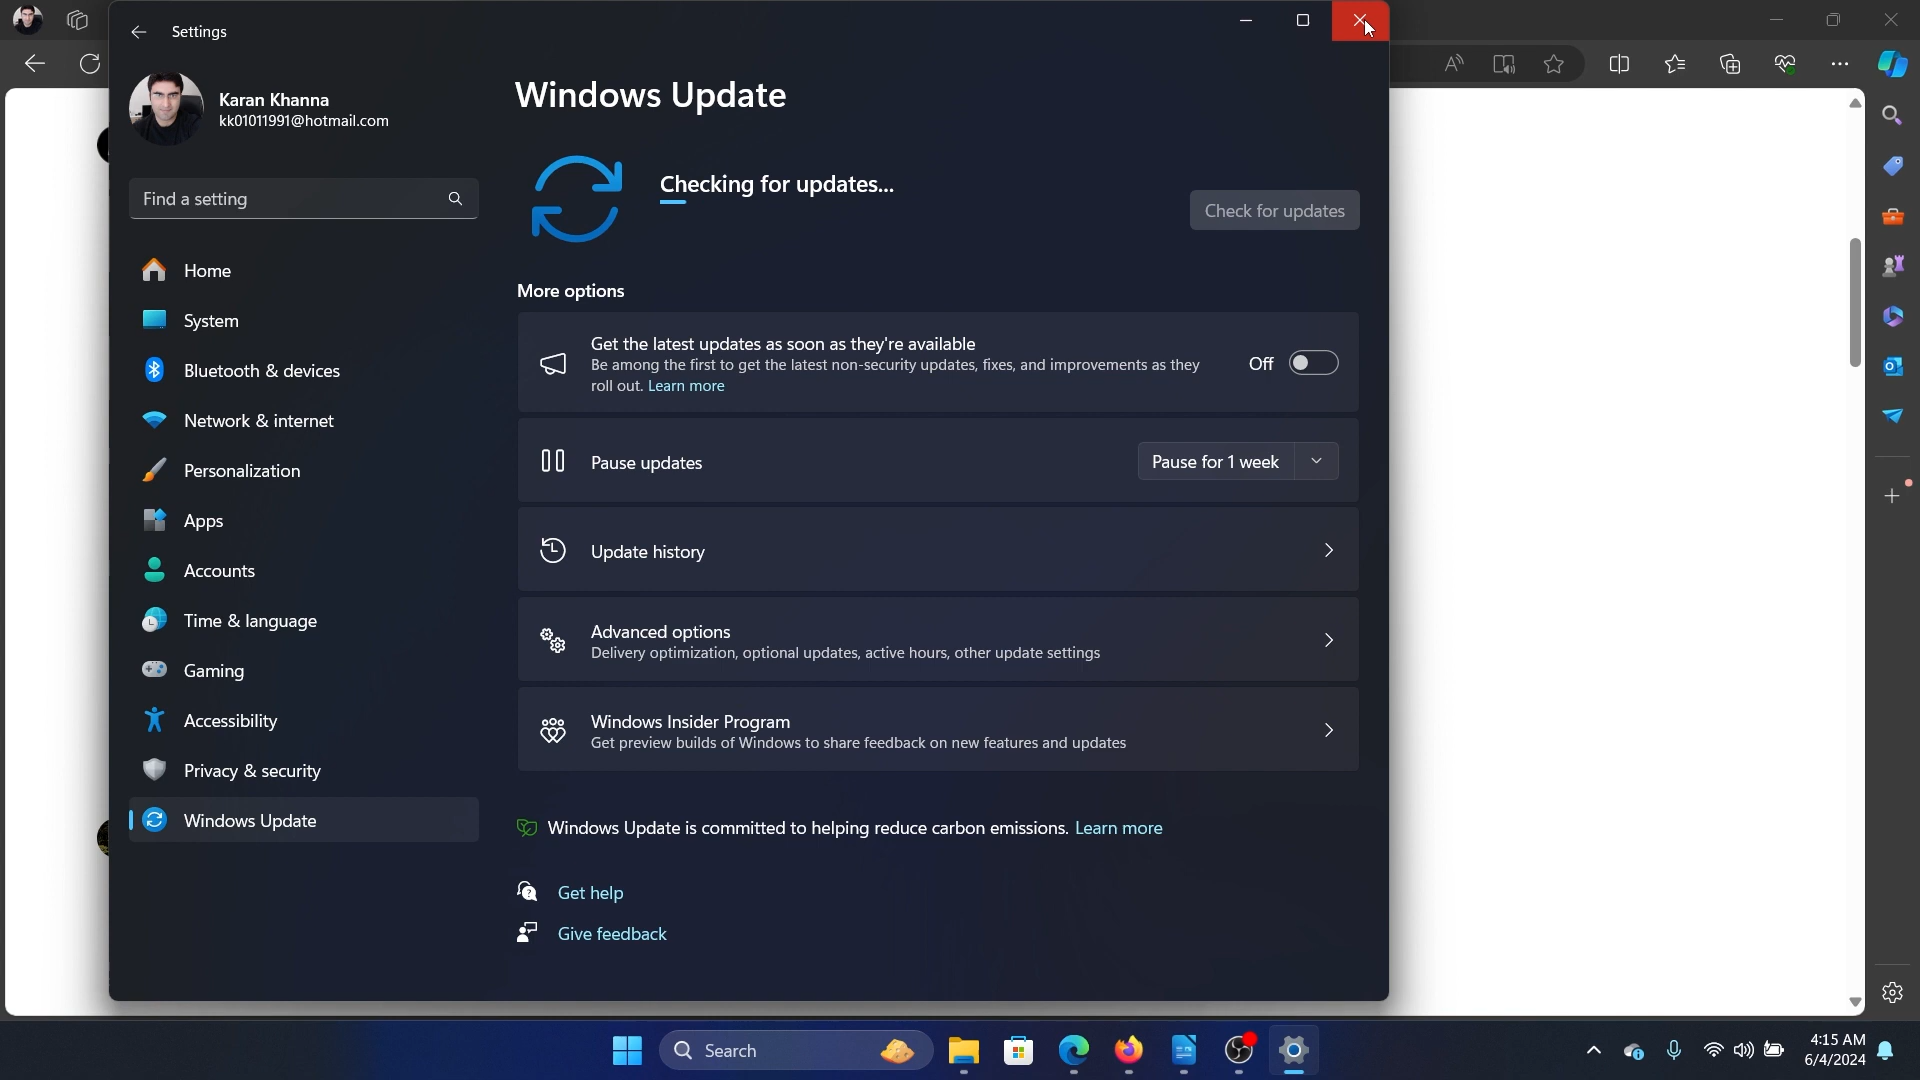 Settings
Karan Khanna
kk01011991@hotmail.com
Find a setting
Home
System
Bluetooth & devices
Network & internet
Personalization
Apps
Accounts
Time & language
Gaming
Accessibility
Privacy & security
Windows Update
Windows Update
Checking for updates...
Check for updates
More options
Get the latest updates as soon as they're available
Be among the first to get the latest non-security updates, fixes, and improvements as they
roll out. Learn more
Off
Pause updates
Pause for 1 week
Update history
Advanced options
Delivery optimization, optional updates, active hours, other update settings
Windows Insider Program
Get preview builds of Windows to share feedback on new features and updates
Windows Update is committed to helping reduce carbon emissions. Learn more
Get help
Give feedback
Search
4:15 AM
6/4/2024